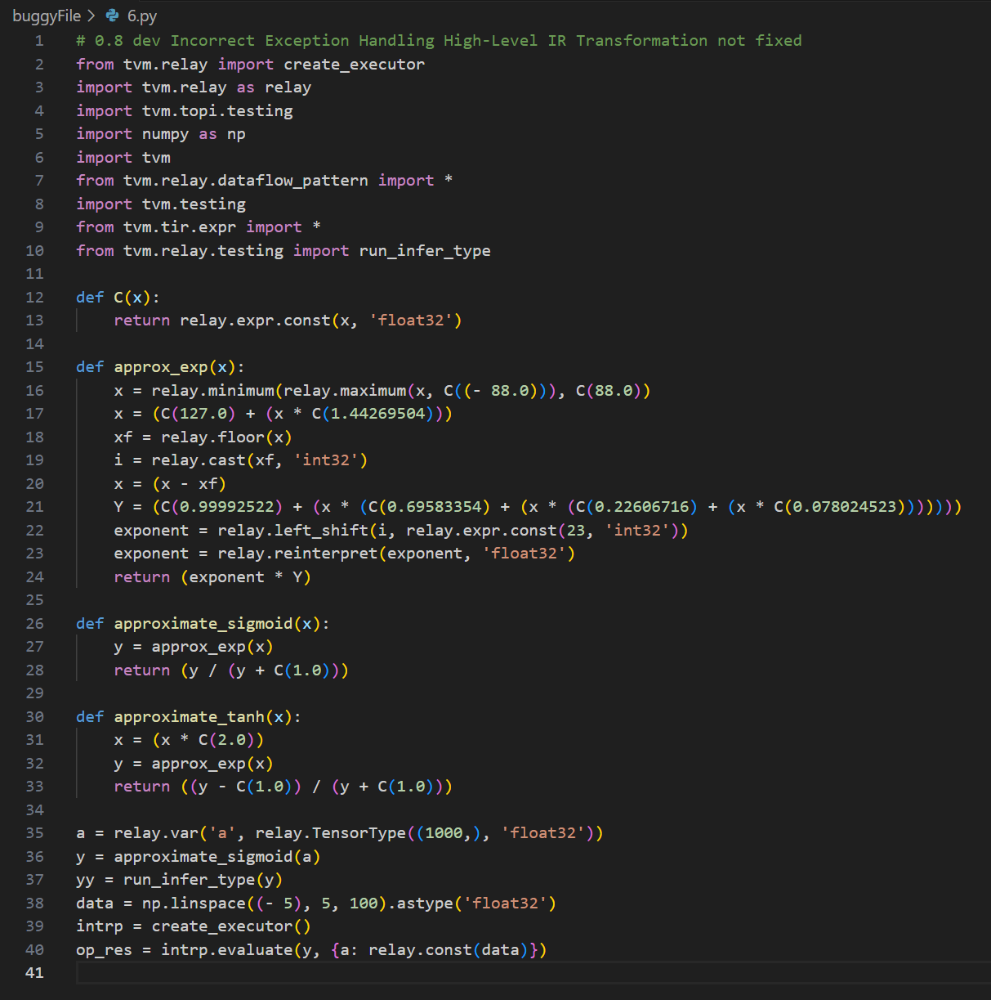 buggyFile > 6.py
1 # 0.8 dev Incorrect Exception Handling High-Level IR Transformation not fixed
2 from tvm.relay import create_executor
3 import tvm.relay as relay
4 import tvm.topi.testing
5 import numpy as np
6 import tvm
7 from tvm.relay.dataflow_pattern import *
8 import tvm.testing
9 from tvm.tir.expr import *
10 from tvm.relay.testing import run_infer_type
11
12 def C(x):
13     return relay.expr.const(x, 'float32')
14
15 def approx_exp(x):
16     x = relay.minimum(relay.maximum(x, C((- 88.0))), C(88.0))
17     x = (C(127.0) + (x * C(1.44269504)))
18     xf = relay.floor(x)
19     i = relay.cast(xf, 'int32')
20     x = (x - xf)
21     Y = (C(0.99992522) + (x * (C(0.69583354) + (x * (C(0.22606716) + (x * C(0.078024523)))))))
22     exponent = relay.left_shift(i, relay.expr.const(23, 'int32'))
23     exponent = relay.reinterpret(exponent, 'float32')
24     return (exponent * Y)
25
26 def approximate_sigmoid(x):
27     y = approx_exp(x)
28     return (y / (y + C(1.0)))
29
30 def approximate_tanh(x):
31     x = (x * C(2.0))
32     y = approx_exp(x)
33     return ((y - C(1.0)) / (y + C(1.0)))
34
35 a = relay.var('a', relay.TensorType((1000,), 'float32'))
36 y = approximate_sigmoid(a)
37 yy = run_infer_type(y)
38 data = np.linspace((- 5), 5, 100).astype('float32')
39 intrp = create_executor()
40 op_res = intrp.evaluate(y, {a: relay.const(data)})
41